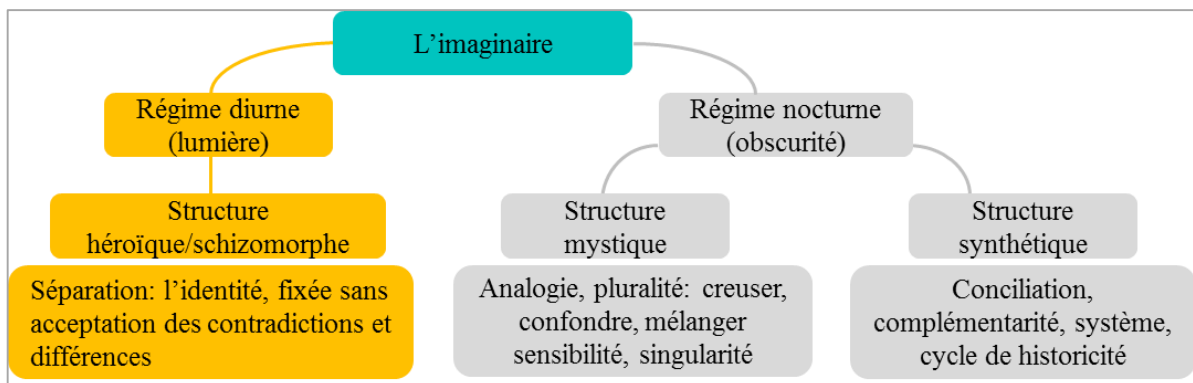 L’imaginaire
Régime diurne
(lumière)
Régime nocturne
(obscurité)
Structure
héroïque/schizomorphe
Structure
mystique
Structure
synthétique
Séparation: l’identité, fixée sans
acceptation des contradictions et
différences
Analogie, pluralité: creuser,
confondre, mélanger
sensibilité, singularité
Conciliation,
complémentarité, système,
cycle de historicité